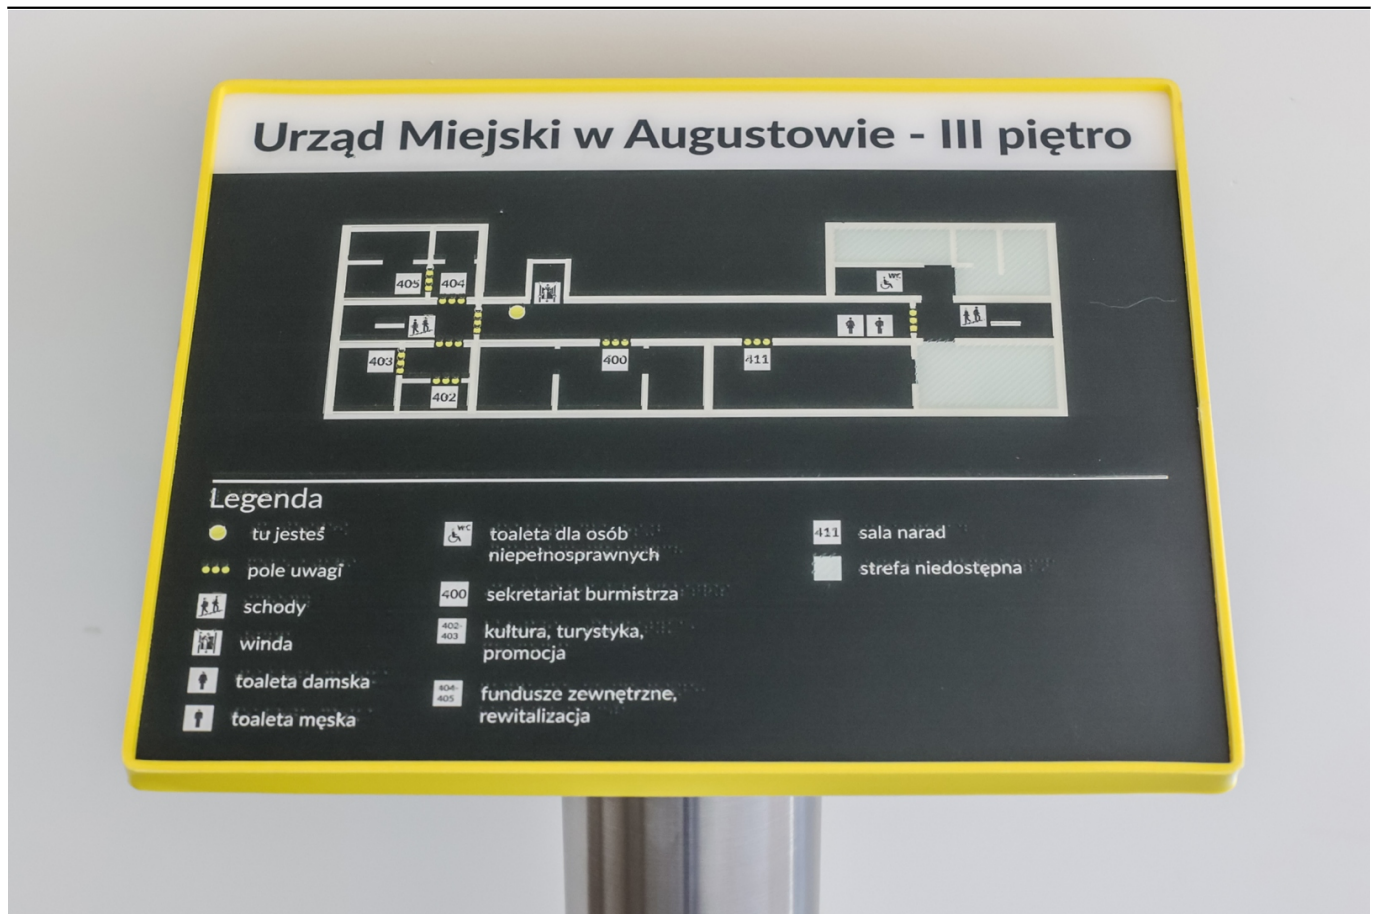 Urząd Miejski w Augustowie - III piętro
WC
405 404
403
402
400
411
Legenda
tu jesteś
pole uwagi
schody
winda
toaleta damska
toaleta męska
WC toaleta dla osób
niepełnosprawnych
400 sekretariat burmistrza
402-
403
kultura, turystyka,
promocja
404-
405
fundusze zewnętrzne,
rewitalizacja
411 sala narad
strefa niedostępna